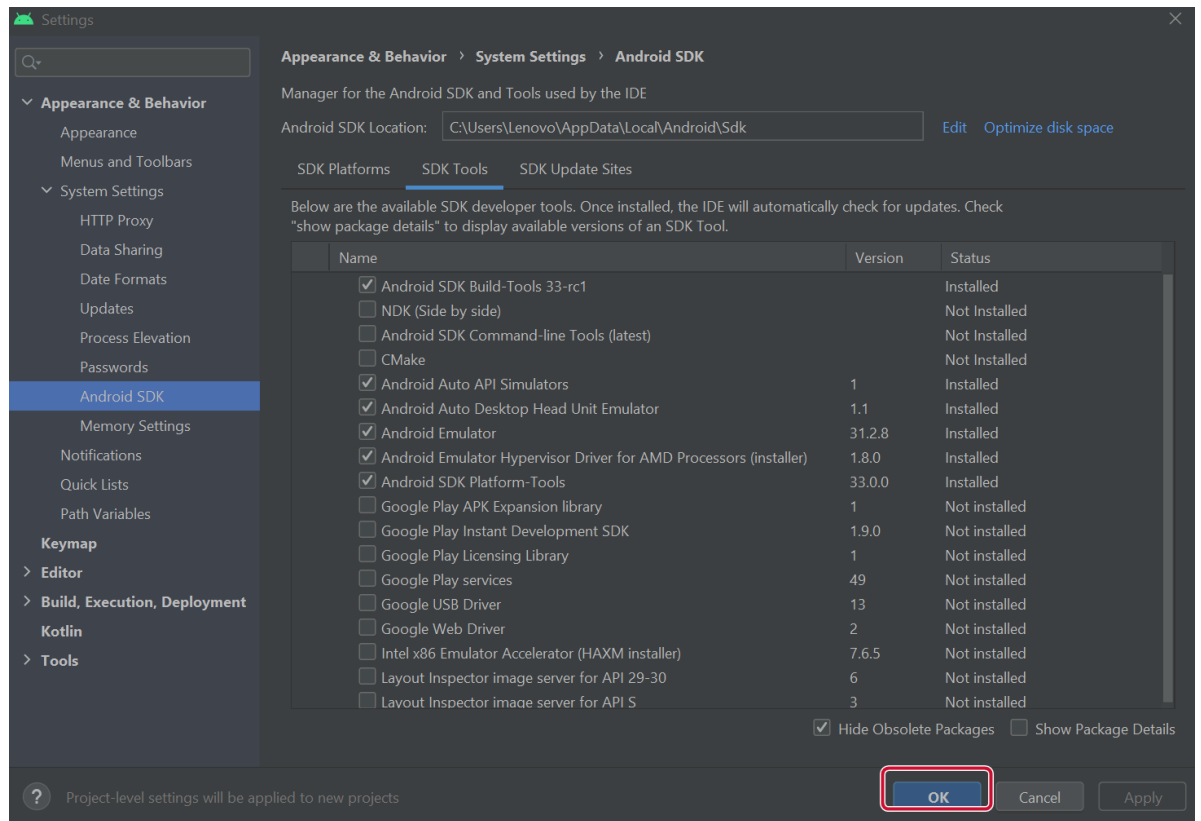 Settings
Appearance & Behavior
Appearance
Menus and Toolbars
System Settings
HTTP Proxy
Data Sharing
Date Formats
Updates
Process Elevation
Passwords
Android SDK
Memory Settings
Notifications
Quick Lists
Path Variables
Keymap
Editor
Build, Execution, Deployment
Kotlin
Tools
Appearance & Behavior > System Settings > Android SDK
Manager for the Android SDK and Tools used by the IDE
Android SDK Location: C:\Users\Lenovo\AppData\Local\Android\Sdk Edit Optimize disk space
SDK Platforms SDK Tools SDK Update Sites
Below are the available SDK developer tools. Once installed, the IDE will automatically check for updates. Check
"show package details" to display available versions of an SDK Tool.
Name Version Status
Android SDK Build-Tools 33-rc1 Installed
NDK (Side by side) Not Installed
Android SDK Command-line Tools (latest) Not Installed
CMake Not Installed
Android Auto API Simulators 1 Installed
Android Auto Desktop Head Unit Emulator 1.1 Installed
Android Emulator 31.2.8 Installed
Android Emulator Hypervisor Driver for AMD Processors (installer) 1.8.0 Installed
Android SDK Platform-Tools 33.0.0 Installed
Google Play APK Expansion library 1 Not installed
Google Play Instant Development SDK 1.9.0 Not installed
Google Play Licensing Library 1 Not installed
Google Play services 49 Not installed
Google USB Driver 13 Not installed
Google Web Driver 2 Not installed
Intel x86 Emulator Accelerator (HAXM installer) 7.6.5 Not installed
Layout Inspector image server for API 29-30 6 Not installed
Layout Inspector image server for API S 3 Not installed
Hide Obsolete Packages Show Package Details
? Project-level settings will be applied to new projects
OK Cancel Apply